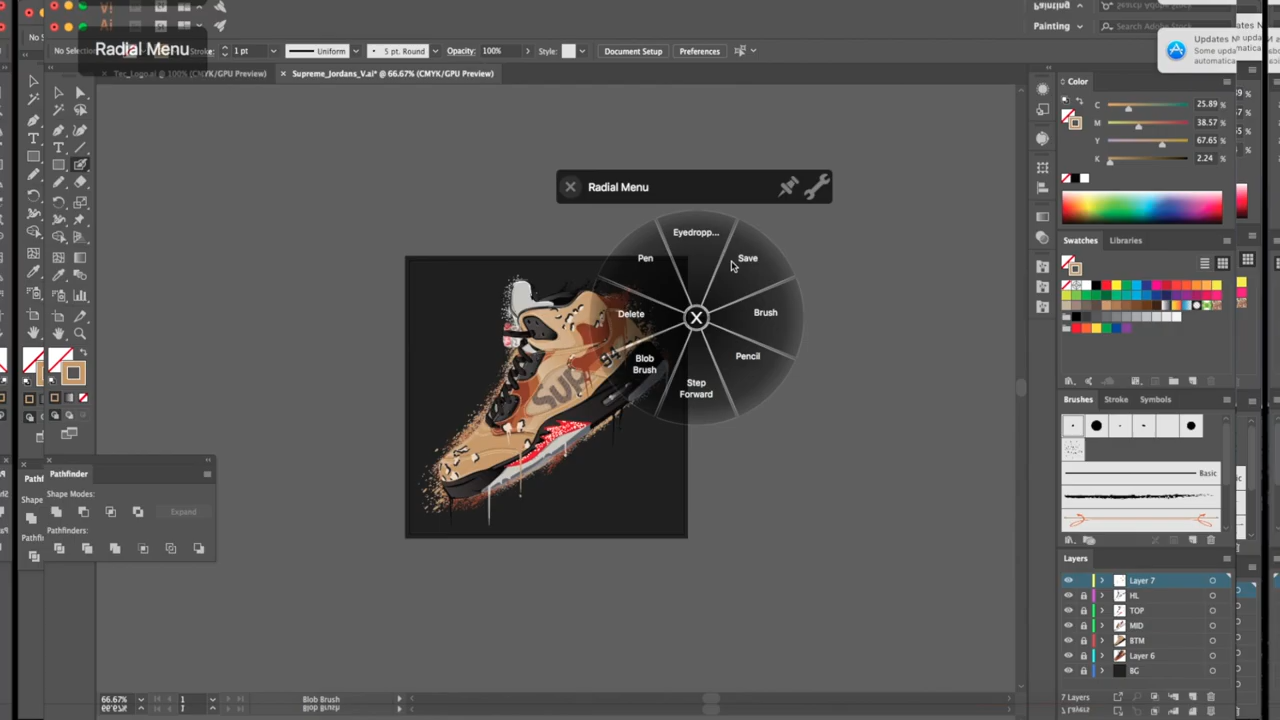 Painting
Search Adobe Stock
Radial Menu
No Selection
Stroke:
1 pt
Uniform
5 pt. Round
Opacity:
100%
Style:
Document Setup
Preferences
Updates N
Some upda
automatica
Tec_Logo.ai @ 100% (CMYK/GPU Preview)
Supreme_Jordans_V.ai* @ 66.67% (CMYK/GPU Preview)
Color
C 25.89 %
M 38.57 %
Y 67.65 %
K 2.24 %
Radial Menu
Eyedropp...
Pen
Save
Delete
Brush
Blob
Brush
Pencil
Step
Forward
SUP
94
Swatches
Libraries
Brushes
Stroke
Symbols
Basic
Pathfinder
Shape Modes:
Expand
Pathfinders:
Layers
Layer 7
HL
TOP
MID
BTM
Layer 6
BG
7 Layers
66.67%
1
Blob Brush